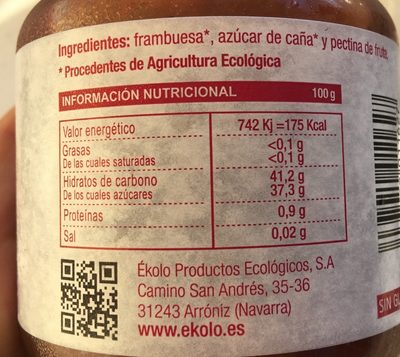 Ingredientes: frambuesa*, azúcar de caña* y pectina de fruta.
* Procedentes de Agricultura Ecológica
INFORMACIÓN NUTRICIONAL 100 g
Valor energético 742 Kj =175 Kcal
Grasas <0,1 g
De las cuales saturadas <0,1 g
Hidratos de carbono 41,2 g
De los cuales azúcares 37,3 g
Proteínas 0,9 g
Sal 0,02 g
Ékolo Productos Ecológicos, S.A
Camino San Andrés, 35-36
31243 Arróniz (Navarra)
www.ekolo.es
SIN